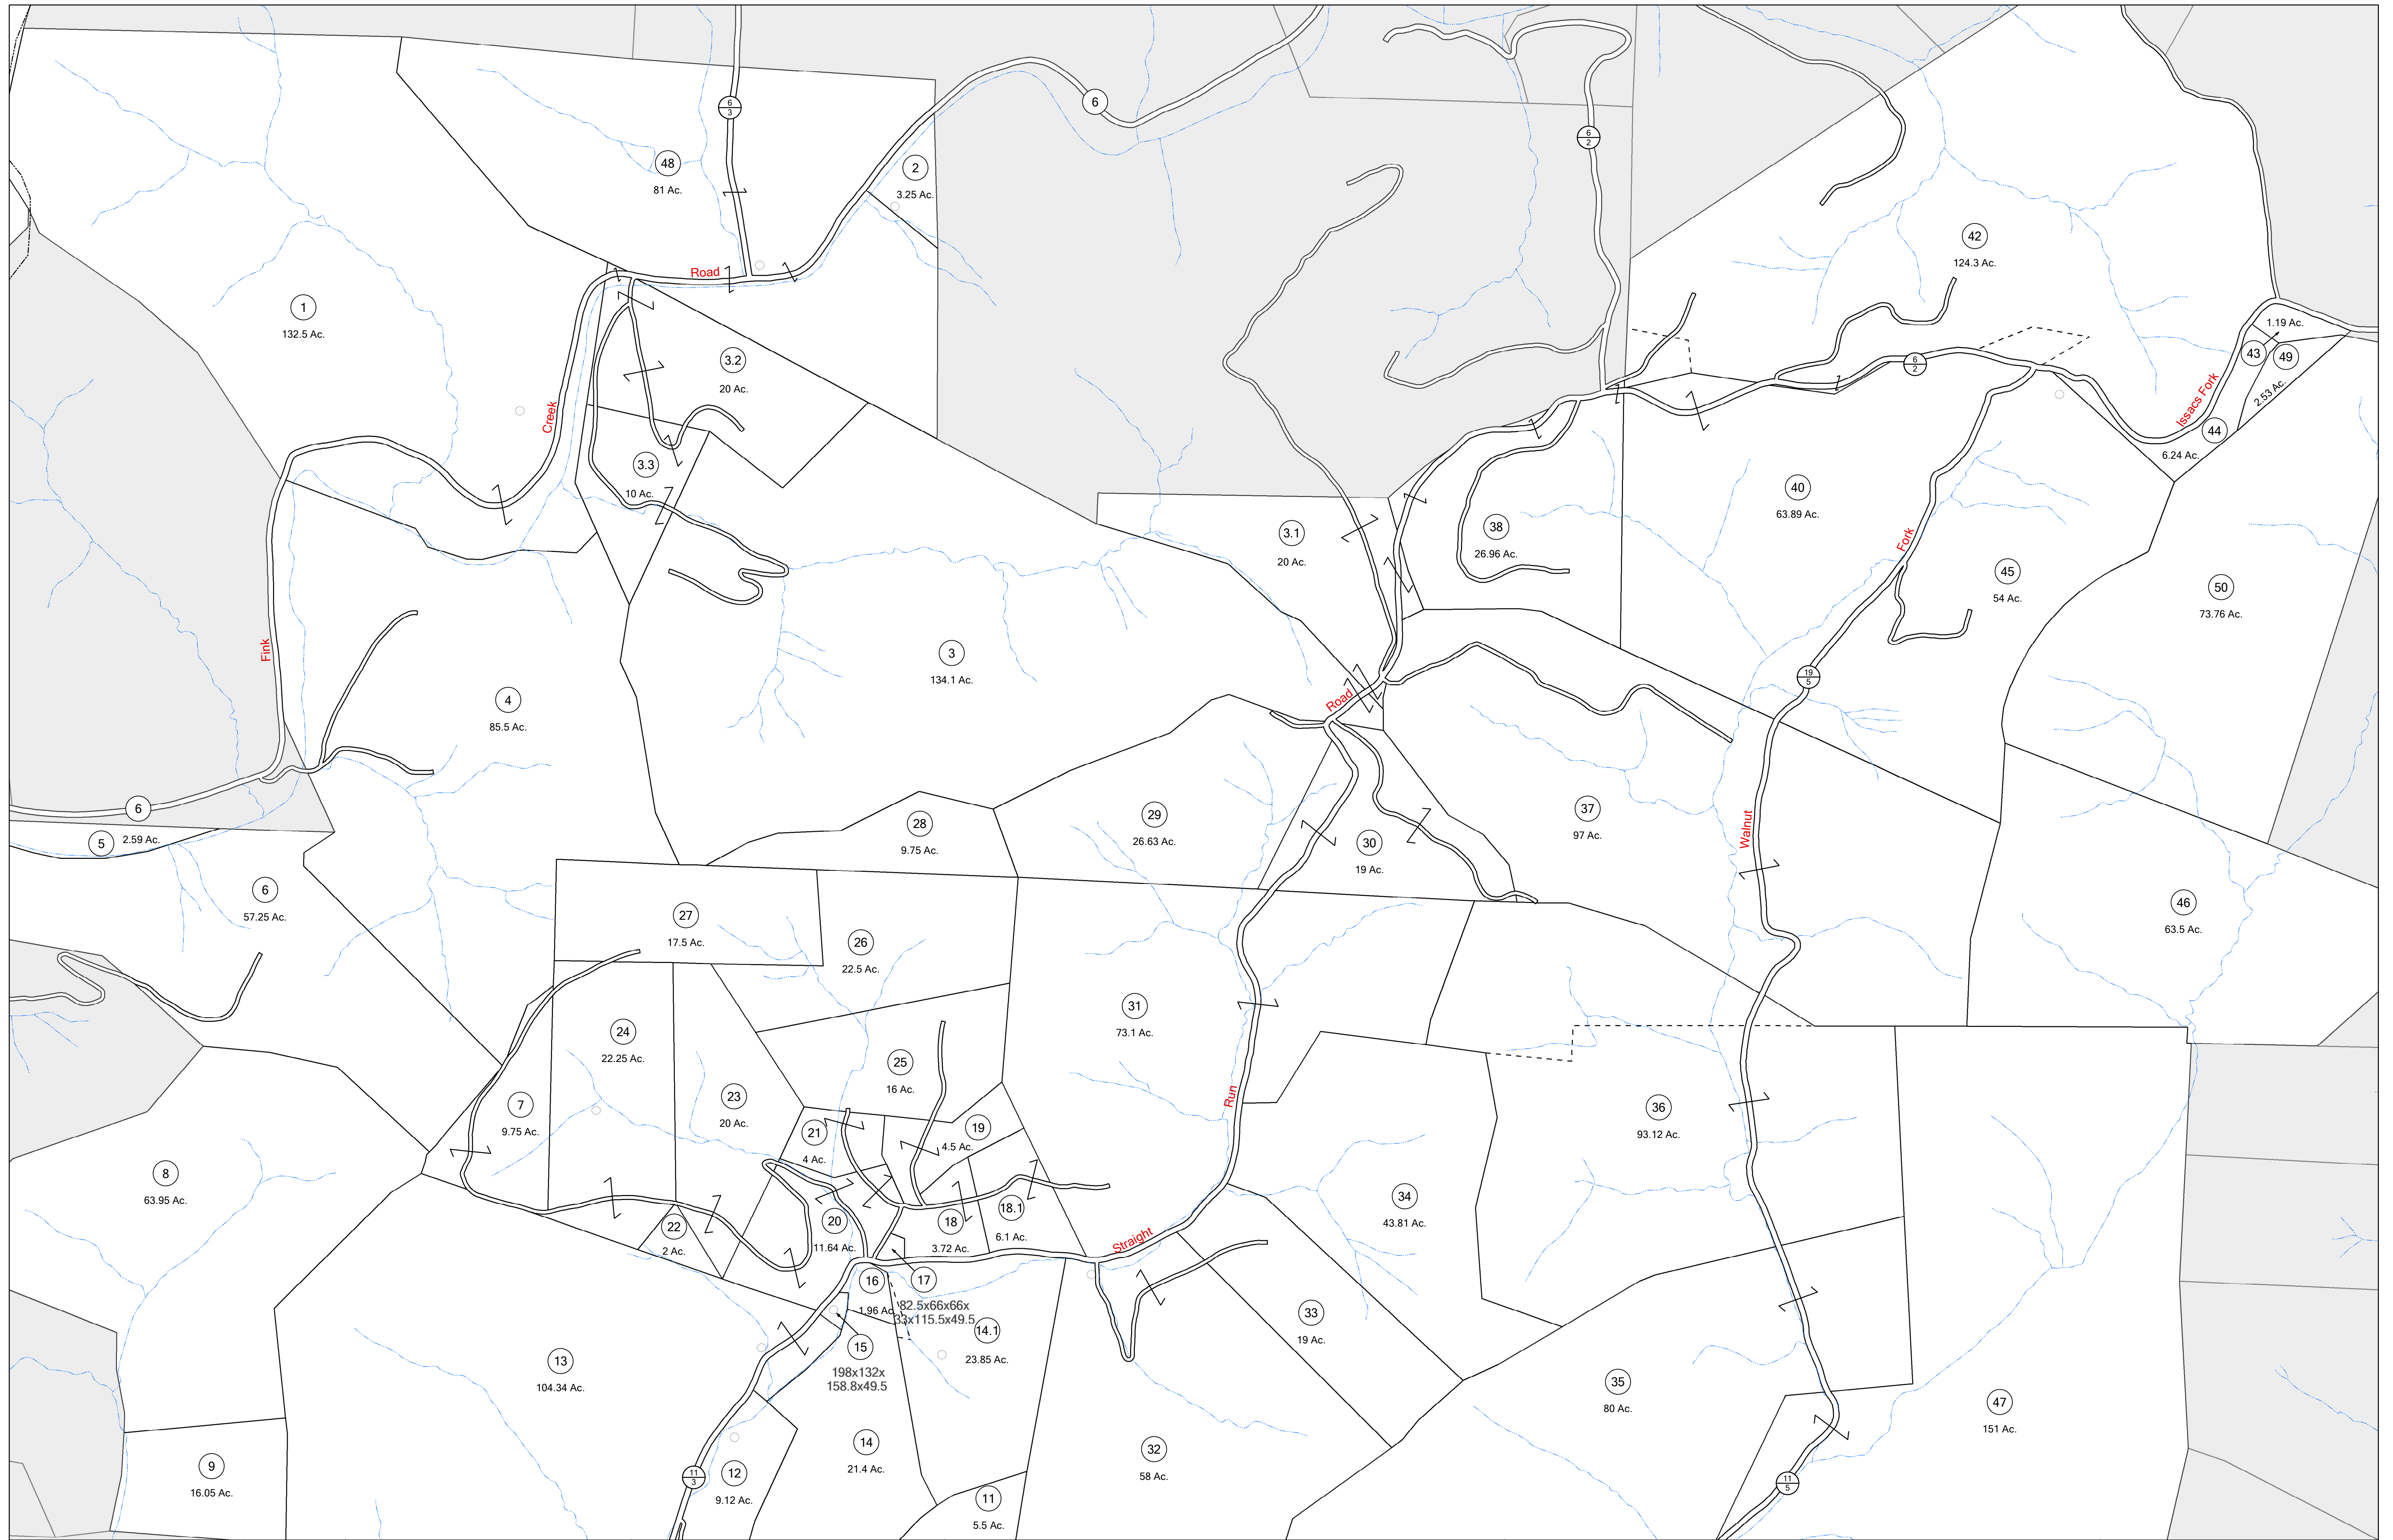 6
6
3
6
2
48
81 Ac.
2
3.25 Ac.
42
124.3 Ac.
Road
1
132.5 Ac.
1.19 Ac.
43
49
3.2
20 Ac.
6
2
2.53 Ac.
Issacs Fork
Creek
44
6.24 Ac.
3.3
10 Ac.
40
63.89 Ac.
3.1
20 Ac.
38
26.96 Ac.
Fork
45
54 Ac.
50
73.76 Ac.
Fink
3
134.1 Ac.
19
5
4
85.5 Ac.
Road
6
5
2.59 Ac.
28
9.75 Ac.
29
26.63 Ac.
30
19 Ac.
37
97 Ac.
Walnut
6
57.25 Ac.
27
17.5 Ac.
26
22.5 Ac.
46
63.5 Ac.
31
73.1 Ac.
24
22.25 Ac.
25
16 Ac.
7
9.75 Ac.
23
20 Ac.
Run
36
93.12 Ac.
21
4 Ac.
19
4.5 Ac.
8
63.95 Ac.
34
43.81 Ac.
22
2 Ac.
20
11.64 Ac.
18
3.72 Ac.
18.1
6.1 Ac.
Straight
16
1.96 Ac.
17
82.5x66x66x
33x115.5x49.5
14.1
23.85 Ac.
33
19 Ac.
15
198x132x
158.8x49.5
13
104.34 Ac.
35
80 Ac.
47
151 Ac.
14
21.4 Ac.
32
58 Ac.
9
16.05 Ac.
11
3
12
9.12 Ac.
11
5.5 Ac.
11
5